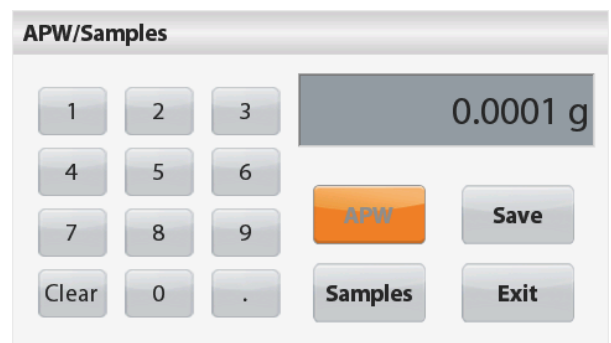 APW/Samples
0.0001 g
1 2 3
4 5 6
7 8 9
Clear 0 .
APW Save
Samples Exit